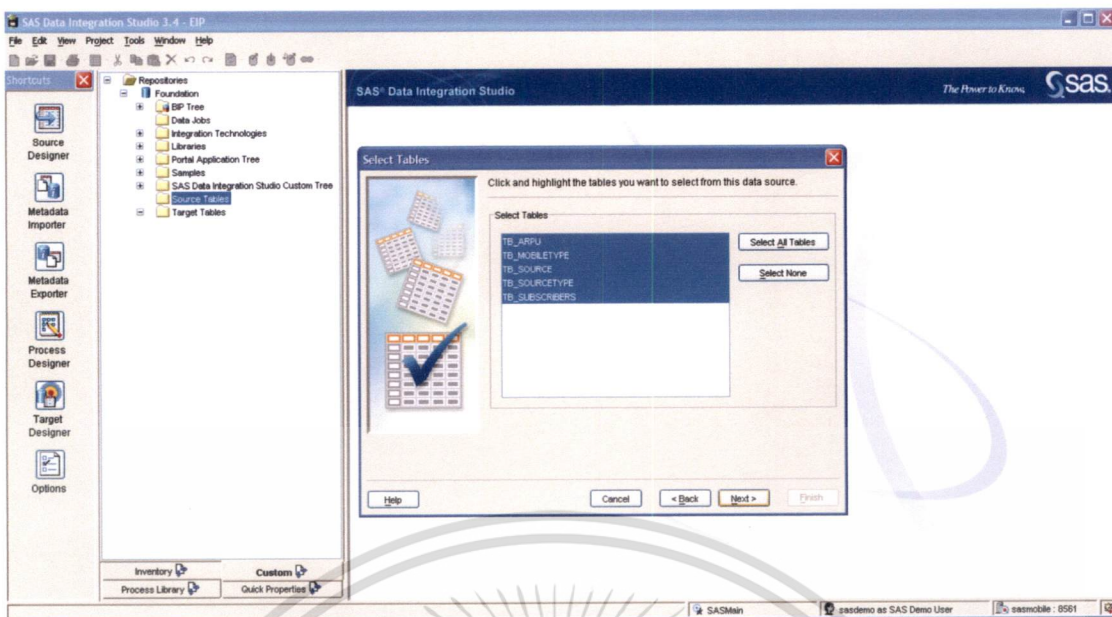 SAS Data Integration Studio 3.4 - EIP
File Edit View Project Tools Window Help
Shortcuts
Source
Designer
Metadata
Importer
Metadata
Exporter
Process
Designer
Target
Designer
Options
Repositories
Foundation
BIP Tree
Data Jobs
Integration Technologies
Libraries
Portal Application Tree
Samples
SAS Data Integration Studio Custom Tree
Source Tables
Target Tables
Inventory Custom
Process Library Quick Properties
SAS® Data Integration Studio
The Power to Know. sas.
Select Tables
Click and highlight the tables you want to select from this data source.
Select Tables
TB_ARPU
TB_MOBILETYPE
TB_SOURCE
TB_SOURCETYPE
TB_SUBSCRIBERS
Select All Tables
Select None
Help Cancel < Back Next > Finish
SASMain sasdemo as SAS Demo User sasmobile : 8561